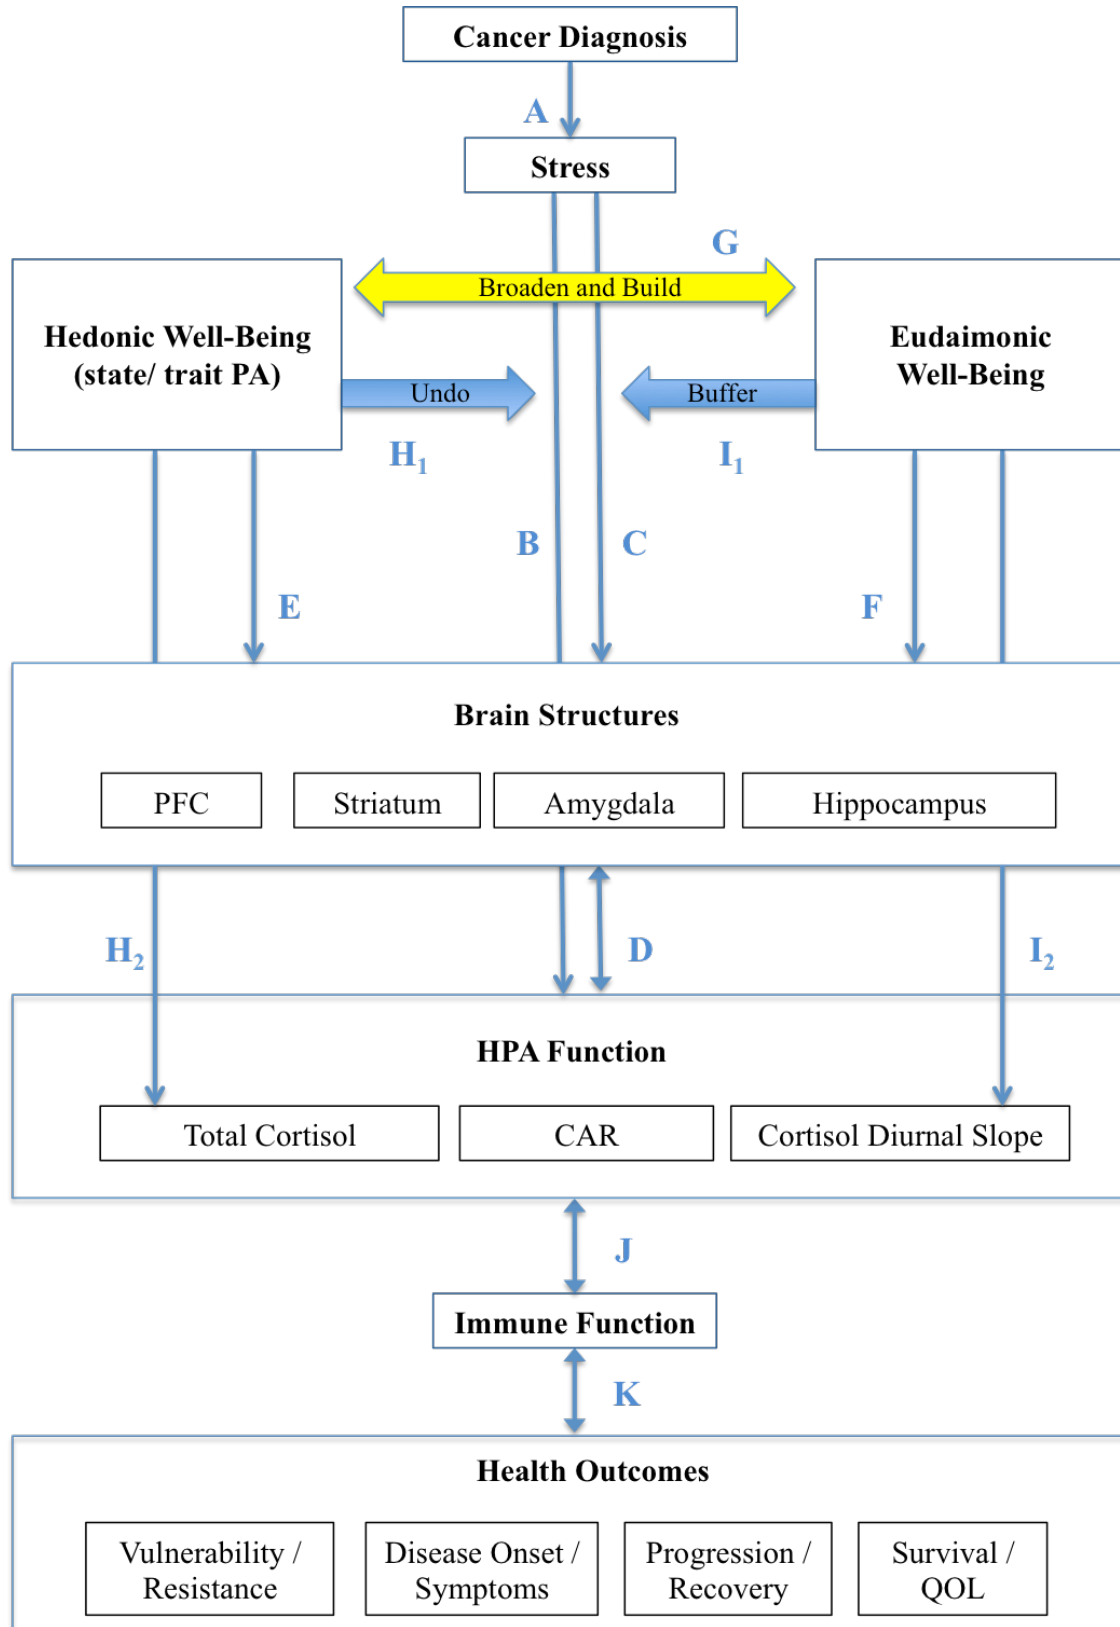 Cancer Diagnosis
A
Stress
G
Broaden and Build
Hedonic Well-Being
(state/ trait PA)
Eudaimonic
Well-Being
Undo
Buffer
H₁
I₁
B
C
E
F
Brain Structures
PFC
Striatum
Amygdala
Hippocampus
H₂
D
I₂
HPA Function
Total Cortisol
CAR
Cortisol Diurnal Slope
J
Immune Function
K
Health Outcomes
Vulnerability /
Resistance
Disease Onset /
Symptoms
Progression /
Recovery
Survival /
QOL